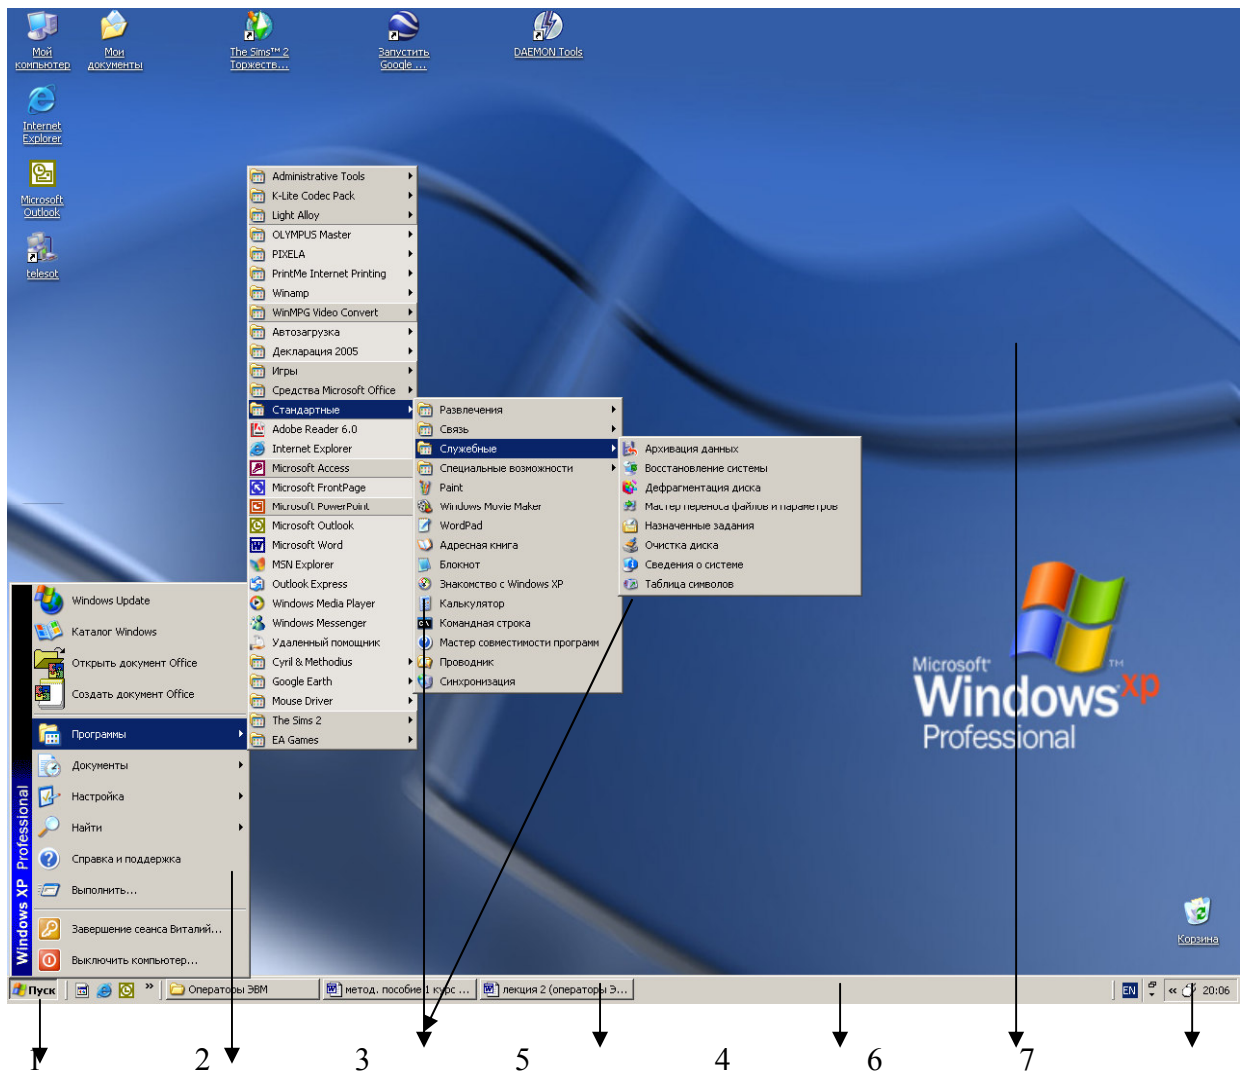 Мой
компьютер
Мои
документы
The Sims™ 2
Торжеств...
Запустить
Google ...
DAEMON Tools
Internet
Explorer
Microsoft
Outlook
telesot
Administrative Tools
K-Lite Codec Pack
Light Alloy
OLYMPUS Master
PIXELA
PrintMe Internet Printing
Winamp
WinMPG Video Convert
Автозагрузка
Декларация 2005
Игры
Средства Microsoft Office
Стандартные
Adobe Reader 6.0
Internet Explorer
Microsoft Access
Microsoft FrontPage
Microsoft PowerPoint
Microsoft Outlook
Microsoft Word
MSN Explorer
Outlook Express
Windows Media Player
Windows Messenger
Удаленный помощник
Cyril & Methodius
Google Earth
Mouse Driver
The Sims 2
EA Games
Развлечения
Связь
Служебные
Специальные возможности
Paint
Windows Movie Maker
WordPad
Адресная книга
Блокнот
Знакомство с Windows XP
Калькулятор
Командная строка
Мастер совместимости программ
Проводник
Синхронизация
Архивация данных
Восстановление системы
Дефрагментация диска
Мастер переноса файлов и параметров
Назначенные задания
Очистка диска
Сведения о системе
Таблица символов
Windows Update
Каталог Windows
Открыть документ Office
Создать документ Office
Программы
Документы
Настройка
Найти
Справка и поддержка
Выполнить...
Завершение сеанса Виталий...
Выключить компьютер...
Windows XP Professional
Microsoft
Windows xp TM
Professional
Корзина
Пуск
»
Операторы ЭВМ
метод. пособие 1 курс ...
лекция 2 (операторы Э...
EN
«
20:06
1 2 3 5 4 6 7